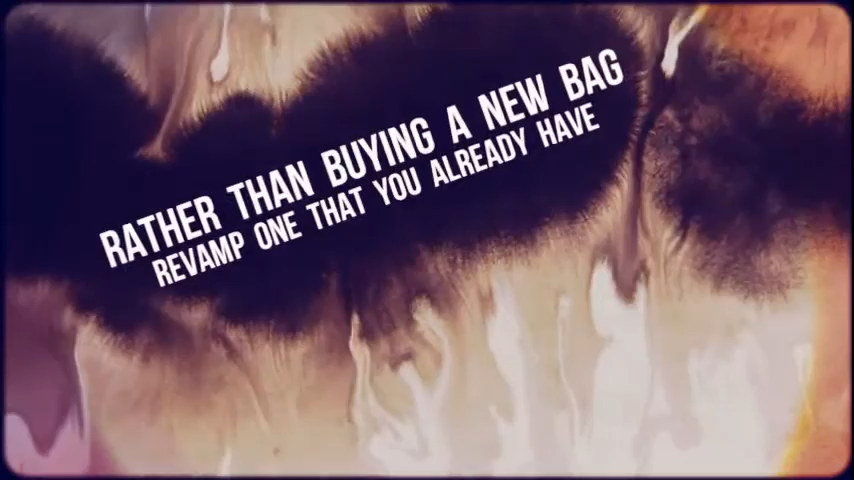 RATHER THAN BUYING A NEW BAG
REVAMP ONE THAT YOU ALREADY HAVE